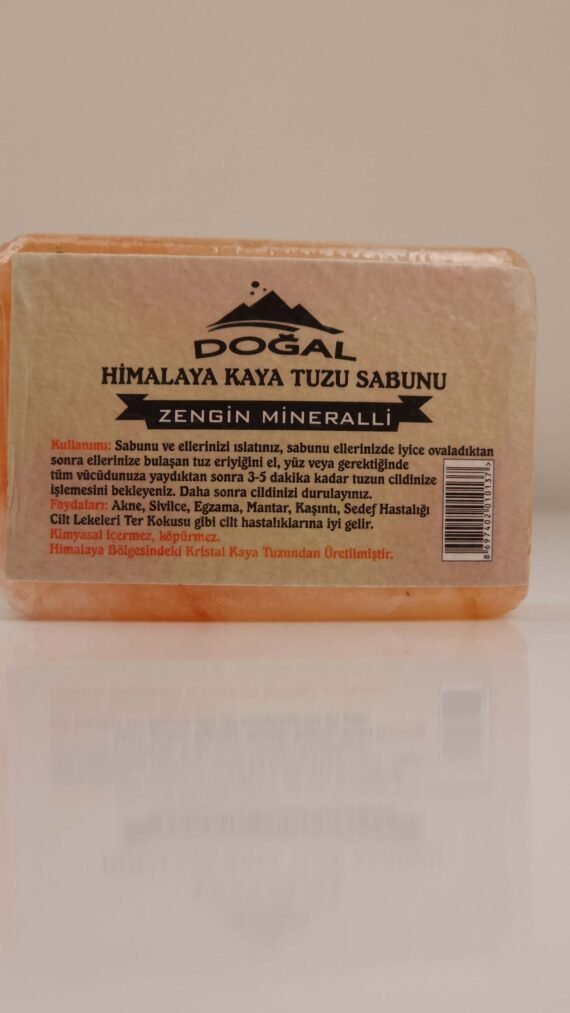 DOĞAL
HİMALAYA KAYA TUZU SABUNU
ZENGİN MİNERALLİ
Kullanımı: Sabunu ve ellerinizi ıslatınız, sabunu ellerinizde iyice ovaladıktan
sonra ellerinize bulaşan tuz eriyiğini el, yüz veya gerektiğinde
tüm vücüdunuza yaydıktan sonra 3-5 dakika kadar tuzun cildinize
işlemesini bekleyeniz. Daha sonra cildinizi durulayınız.
Faydaları: Akne, Sivilce, Egzama, Mantar, Kaşıntı, Sedef Hastalığı
Cilt Lekeleri Ter Kokusu gibi cilt hastalıklarına iyi gelir.
Kimyasal içermez, köpürmez.
Himalaya Bölgesindeki Kristal Kaya Tuzundan Üretilmiştir.
8697402010137>